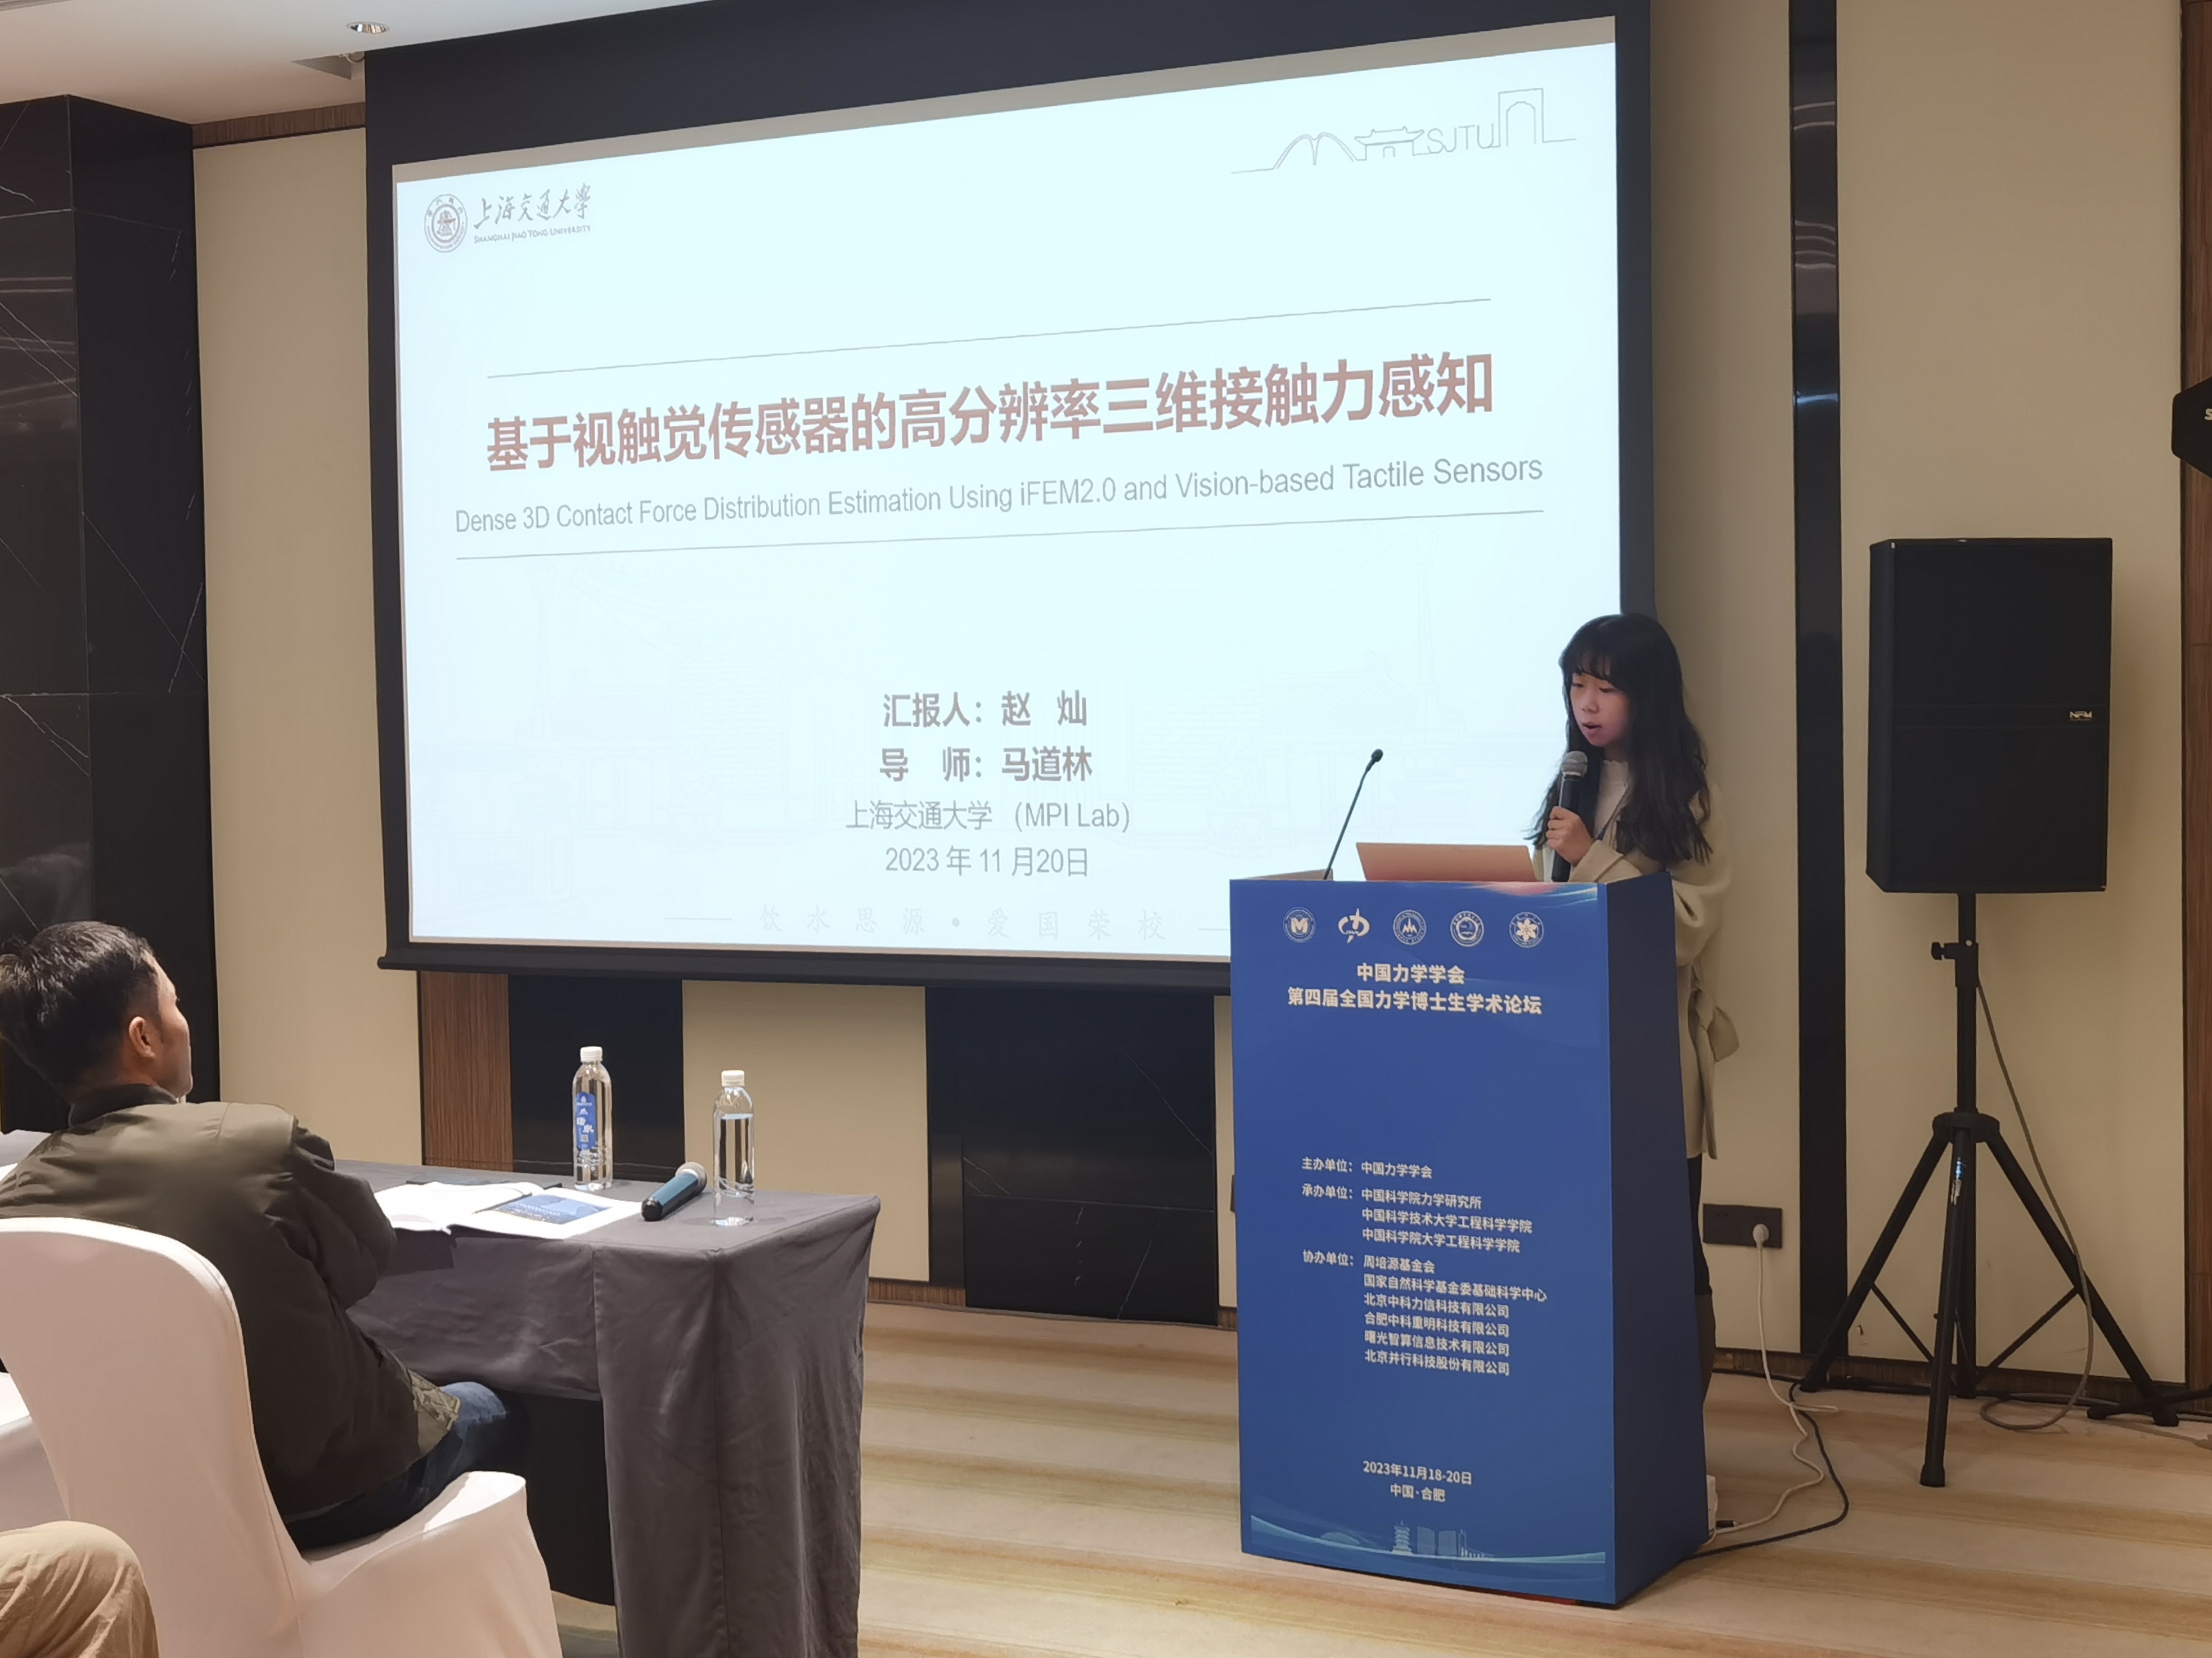 上海交通大学
SHANGHAI JIAO TONG UNIVERSITY
SJTU
基于视触觉传感器的高分辨率三维接触力感知
Dense 3D Contact Force Distribution Estimation Using iFEM2.0 and Vision-based Tactile Sensors
汇报人：赵 灿
导 师：马道林
上海交通大学 （MPI Lab）
2023 年 11 月20日
饮水思源·爱国荣校
中国力学学会
第四届全国力学博士生学术论坛
主办单位：中国力学学会
承办单位：中国科学院力学研究所
中国科学技术大学工程科学学院
中国科学院大学工程科学学院
协办单位：周培源基金会
国家自然科学基金委基础科学中心
北京中科力信科技有限公司
合肥中科重明科技有限公司
曙光智算信息技术有限公司
北京并行科技股份有限公司
2023年11月18-20日
中国·合肥